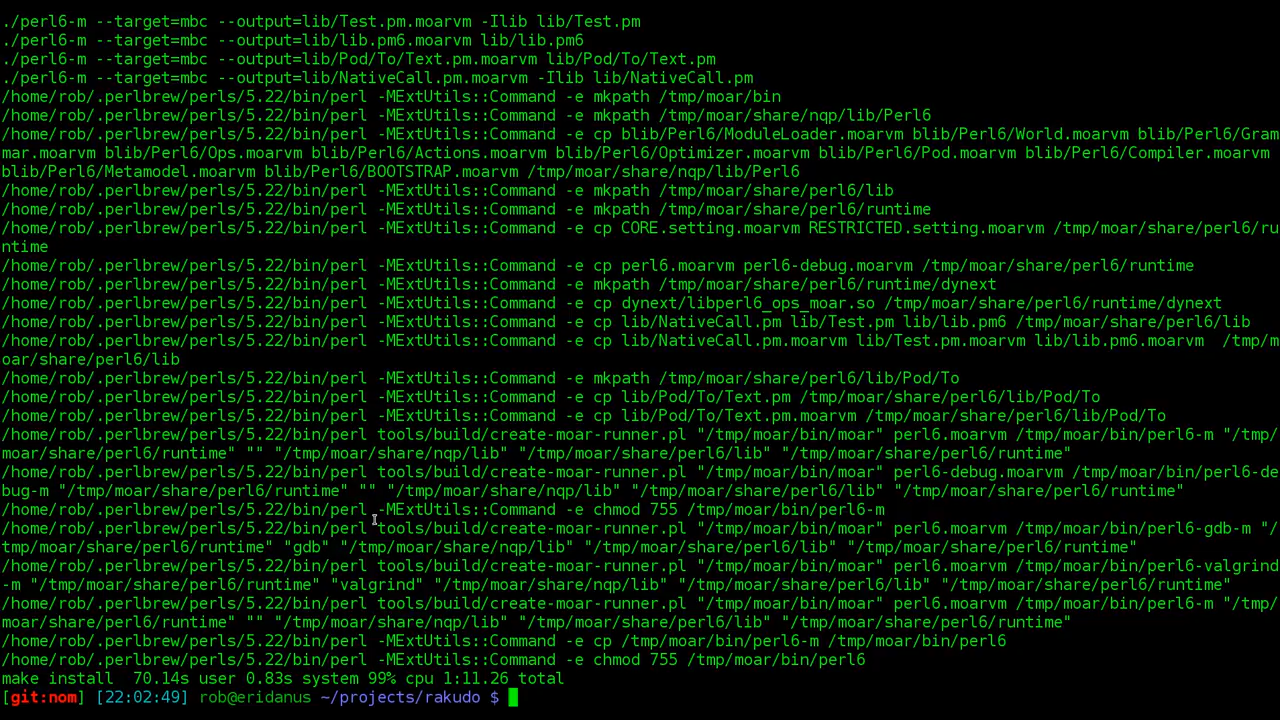 ./perl6-m --target=mbc --output=lib/Test.pm.moarvm -Ilib lib/Test.pm
./perl6-m --target=mbc --output=lib/lib.pm6.moarvm lib/lib.pm6
./perl6-m --target=mbc --output=lib/Pod/To/Text.pm.moarvm lib/Pod/To/Text.pm
./perl6-m --target=mbc --output=lib/NativeCall.pm.moarvm -Ilib lib/NativeCall.pm
/home/rob/.perlbrew/perls/5.22/bin/perl -MExtUtils::Command -e mkpath /tmp/moar/bin
/home/rob/.perlbrew/perls/5.22/bin/perl -MExtUtils::Command -e mkpath /tmp/moar/share/nqp/lib/Perl6
/home/rob/.perlbrew/perls/5.22/bin/perl -MExtUtils::Command -e cp blib/Perl6/ModuleLoader.moarvm blib/Perl6/World.moarvm blib/Perl6/Gram
mar.moarvm blib/Perl6/Ops.moarvm blib/Perl6/Actions.moarvm blib/Perl6/Optimizer.moarvm blib/Perl6/Pod.moarvm blib/Perl6/Compiler.moarvm
blib/Perl6/Metamodel.moarvm blib/Perl6/BOOTSTRAP.moarvm /tmp/moar/share/nqp/lib/Perl6
/home/rob/.perlbrew/perls/5.22/bin/perl -MExtUtils::Command -e mkpath /tmp/moar/share/perl6/lib
/home/rob/.perlbrew/perls/5.22/bin/perl -MExtUtils::Command -e mkpath /tmp/moar/share/perl6/runtime
/home/rob/.perlbrew/perls/5.22/bin/perl -MExtUtils::Command -e cp CORE.setting.moarvm RESTRICTED.setting.moarvm /tmp/moar/share/perl6/ru
ntime
/home/rob/.perlbrew/perls/5.22/bin/perl -MExtUtils::Command -e cp perl6.moarvm perl6-debug.moarvm /tmp/moar/share/perl6/runtime
/home/rob/.perlbrew/perls/5.22/bin/perl -MExtUtils::Command -e mkpath /tmp/moar/share/perl6/runtime/dynext
/home/rob/.perlbrew/perls/5.22/bin/perl -MExtUtils::Command -e cp dynext/libperl6_ops_moar.so /tmp/moar/share/perl6/runtime/dynext
/home/rob/.perlbrew/perls/5.22/bin/perl -MExtUtils::Command -e cp lib/NativeCall.pm lib/Test.pm lib/lib.pm6 /tmp/moar/share/perl6/lib
/home/rob/.perlbrew/perls/5.22/bin/perl -MExtUtils::Command -e cp lib/NativeCall.pm.moarvm lib/Test.pm.moarvm lib/lib.pm6.moarvm  /tmp/m
oar/share/perl6/lib
/home/rob/.perlbrew/perls/5.22/bin/perl -MExtUtils::Command -e mkpath /tmp/moar/share/perl6/lib/Pod/To
/home/rob/.perlbrew/perls/5.22/bin/perl -MExtUtils::Command -e cp lib/Pod/To/Text.pm /tmp/moar/share/perl6/lib/Pod/To
/home/rob/.perlbrew/perls/5.22/bin/perl -MExtUtils::Command -e cp lib/Pod/To/Text.pm.moarvm /tmp/moar/share/perl6/lib/Pod/To
/home/rob/.perlbrew/perls/5.22/bin/perl tools/build/create-moar-runner.pl "/tmp/moar/bin/moar" perl6.moarvm /tmp/moar/bin/perl6-m "/tmp/
moar/share/perl6/runtime" "" "/tmp/moar/share/nqp/lib" "/tmp/moar/share/perl6/lib" "/tmp/moar/share/perl6/runtime"
/home/rob/.perlbrew/perls/5.22/bin/perl tools/build/create-moar-runner.pl "/tmp/moar/bin/moar" perl6-debug.moarvm /tmp/moar/bin/perl6-de
bug-m "/tmp/moar/share/perl6/runtime" "" "/tmp/moar/share/nqp/lib" "/tmp/moar/share/perl6/lib" "/tmp/moar/share/perl6/runtime"
/home/rob/.perlbrew/perls/5.22/bin/perl -MExtUtils::Command -e chmod 755 /tmp/moar/bin/perl6-m
/home/rob/.perlbrew/perls/5.22/bin/perl tools/build/create-moar-runner.pl "/tmp/moar/bin/moar" perl6.moarvm /tmp/moar/bin/perl6-gdb-m "/
tmp/moar/share/perl6/runtime" "gdb" "/tmp/moar/share/nqp/lib" "/tmp/moar/share/perl6/lib" "/tmp/moar/share/perl6/runtime"
/home/rob/.perlbrew/perls/5.22/bin/perl tools/build/create-moar-runner.pl "/tmp/moar/bin/moar" perl6.moarvm /tmp/moar/bin/perl6-valgrind
-m "/tmp/moar/share/perl6/runtime" "valgrind" "/tmp/moar/share/nqp/lib" "/tmp/moar/share/perl6/lib" "/tmp/moar/share/perl6/runtime"
/home/rob/.perlbrew/perls/5.22/bin/perl tools/build/create-moar-runner.pl "/tmp/moar/bin/moar" perl6.moarvm /tmp/moar/bin/perl6-m "/tmp/
moar/share/perl6/runtime" "" "/tmp/moar/share/nqp/lib" "/tmp/moar/share/perl6/lib" "/tmp/moar/share/perl6/runtime"
/home/rob/.perlbrew/perls/5.22/bin/perl -MExtUtils::Command -e cp /tmp/moar/bin/perl6-m /tmp/moar/bin/perl6
/home/rob/.perlbrew/perls/5.22/bin/perl -MExtUtils::Command -e chmod 755 /tmp/moar/bin/perl6
make install  70.14s user 0.83s system 99% cpu 1:11.26 total
[git:nom] [22:02:49] rob@eridanus ~/projects/rakudo $